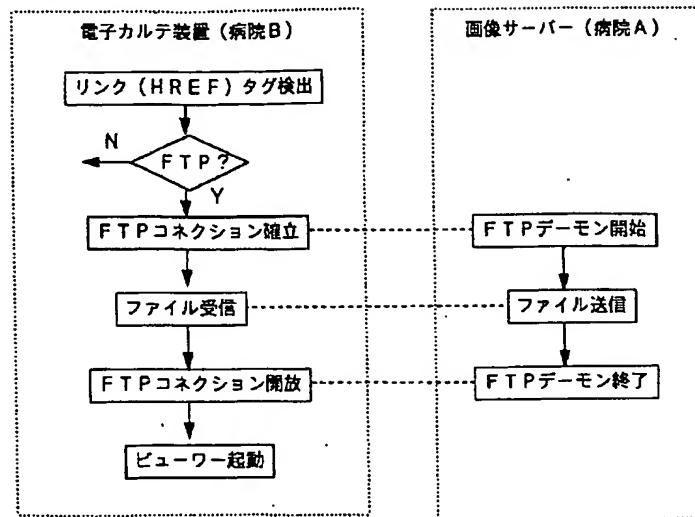 電子カルテ装置（病院B）
画像サーバー（病院A）
リンク（HREF）タグ検出
N
FTP？
Y
FTPコネクション確立
FTPデーモン開始
ファイル受信
ファイル送信
FTPコネクション開放
FTPデーモン終了
ビューワー起動